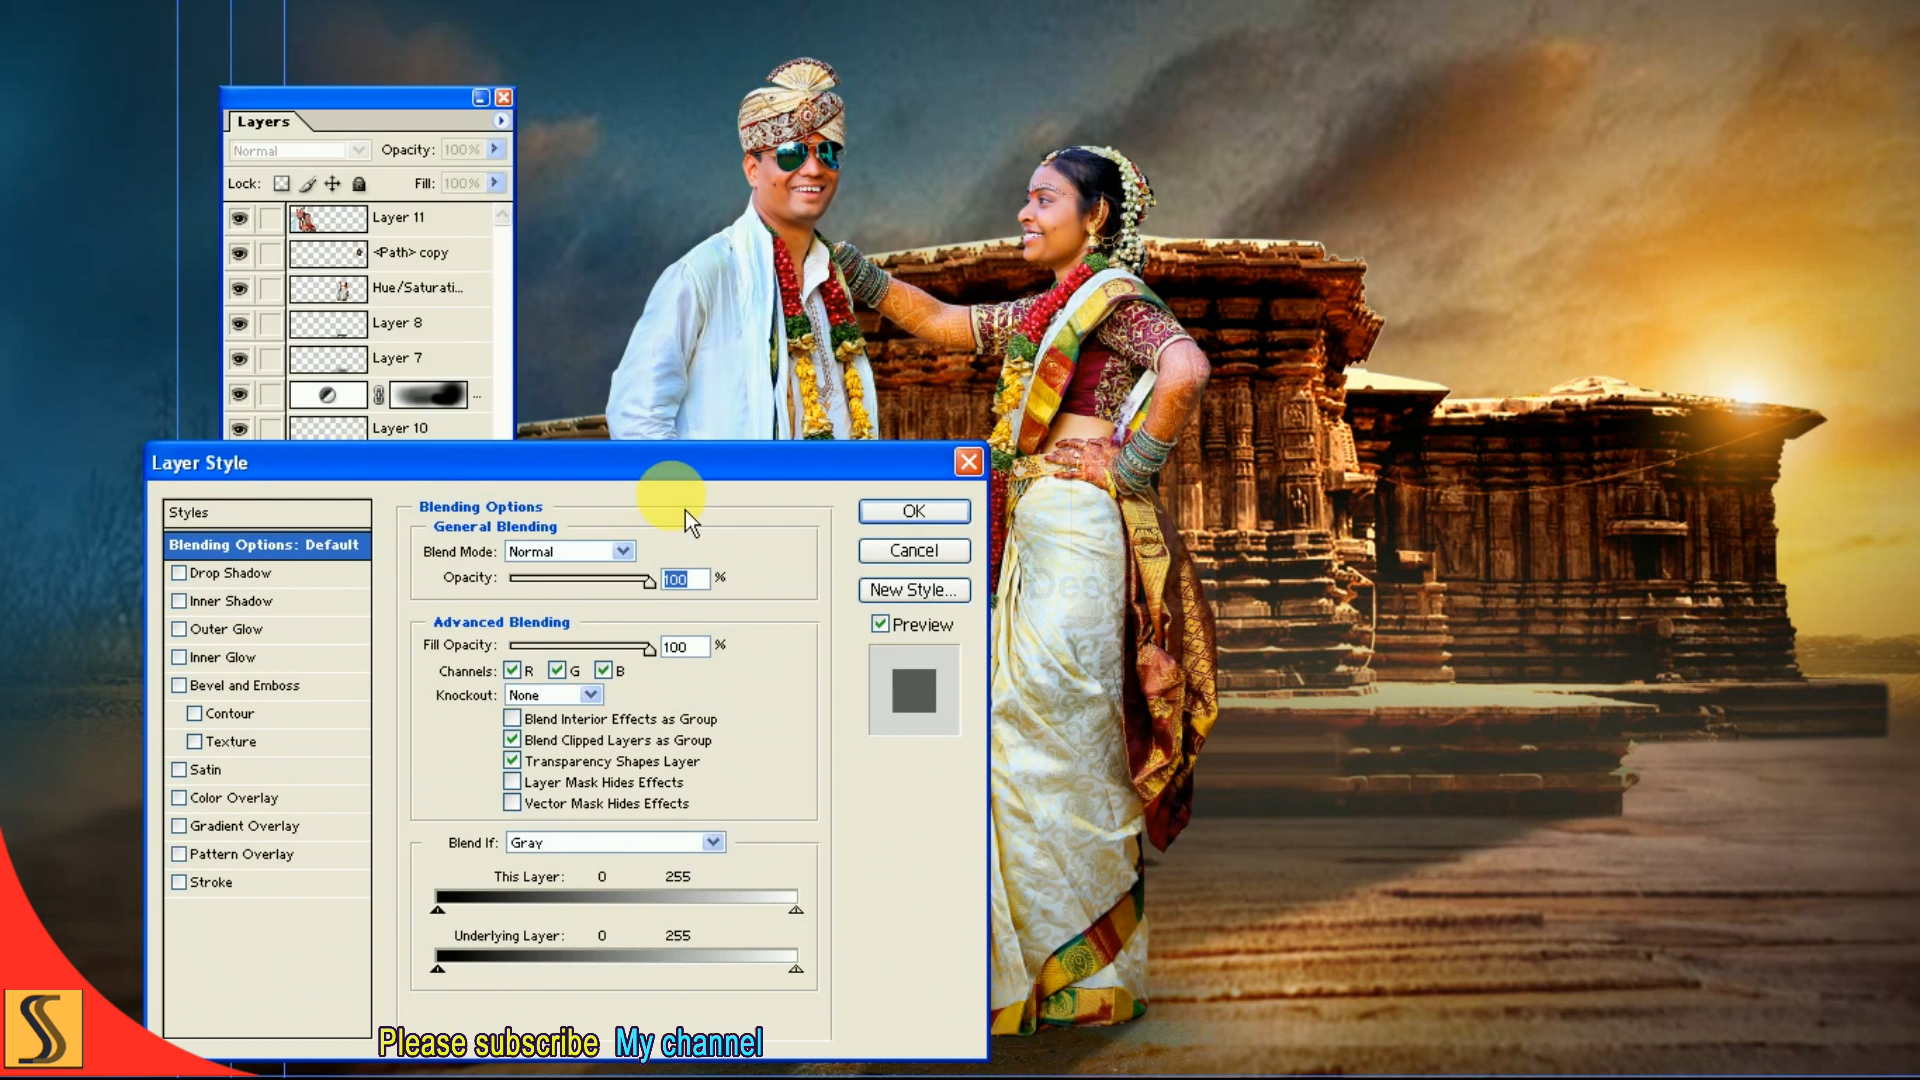 Layers
Normal Opacity: 100%
Lock: Fill: 100%
Layer 11
<Path> copy
Hue/Saturati...
Layer 8
Layer 7
...
Layer 10
Layer Style
Styles
Blending Options: Default
Drop Shadow
Inner Shadow
Outer Glow
Inner Glow
Bevel and Emboss
Contour
Texture
Satin
Color Overlay
Gradient Overlay
Pattern Overlay
Stroke
Blending Options
General Blending
Blend Mode: Normal
Opacity: 100 %
Advanced Blending
Fill Opacity: 100 %
Channels: R G B
Knockout: None
Blend Interior Effects as Group
Blend Clipped Layers as Group
Transparency Shapes Layer
Layer Mask Hides Effects
Vector Mask Hides Effects
Blend If: Gray
This Layer: 0 255
Underlying Layer: 0 255
OK
Cancel
New Style...
Preview
Please subscribe My channel